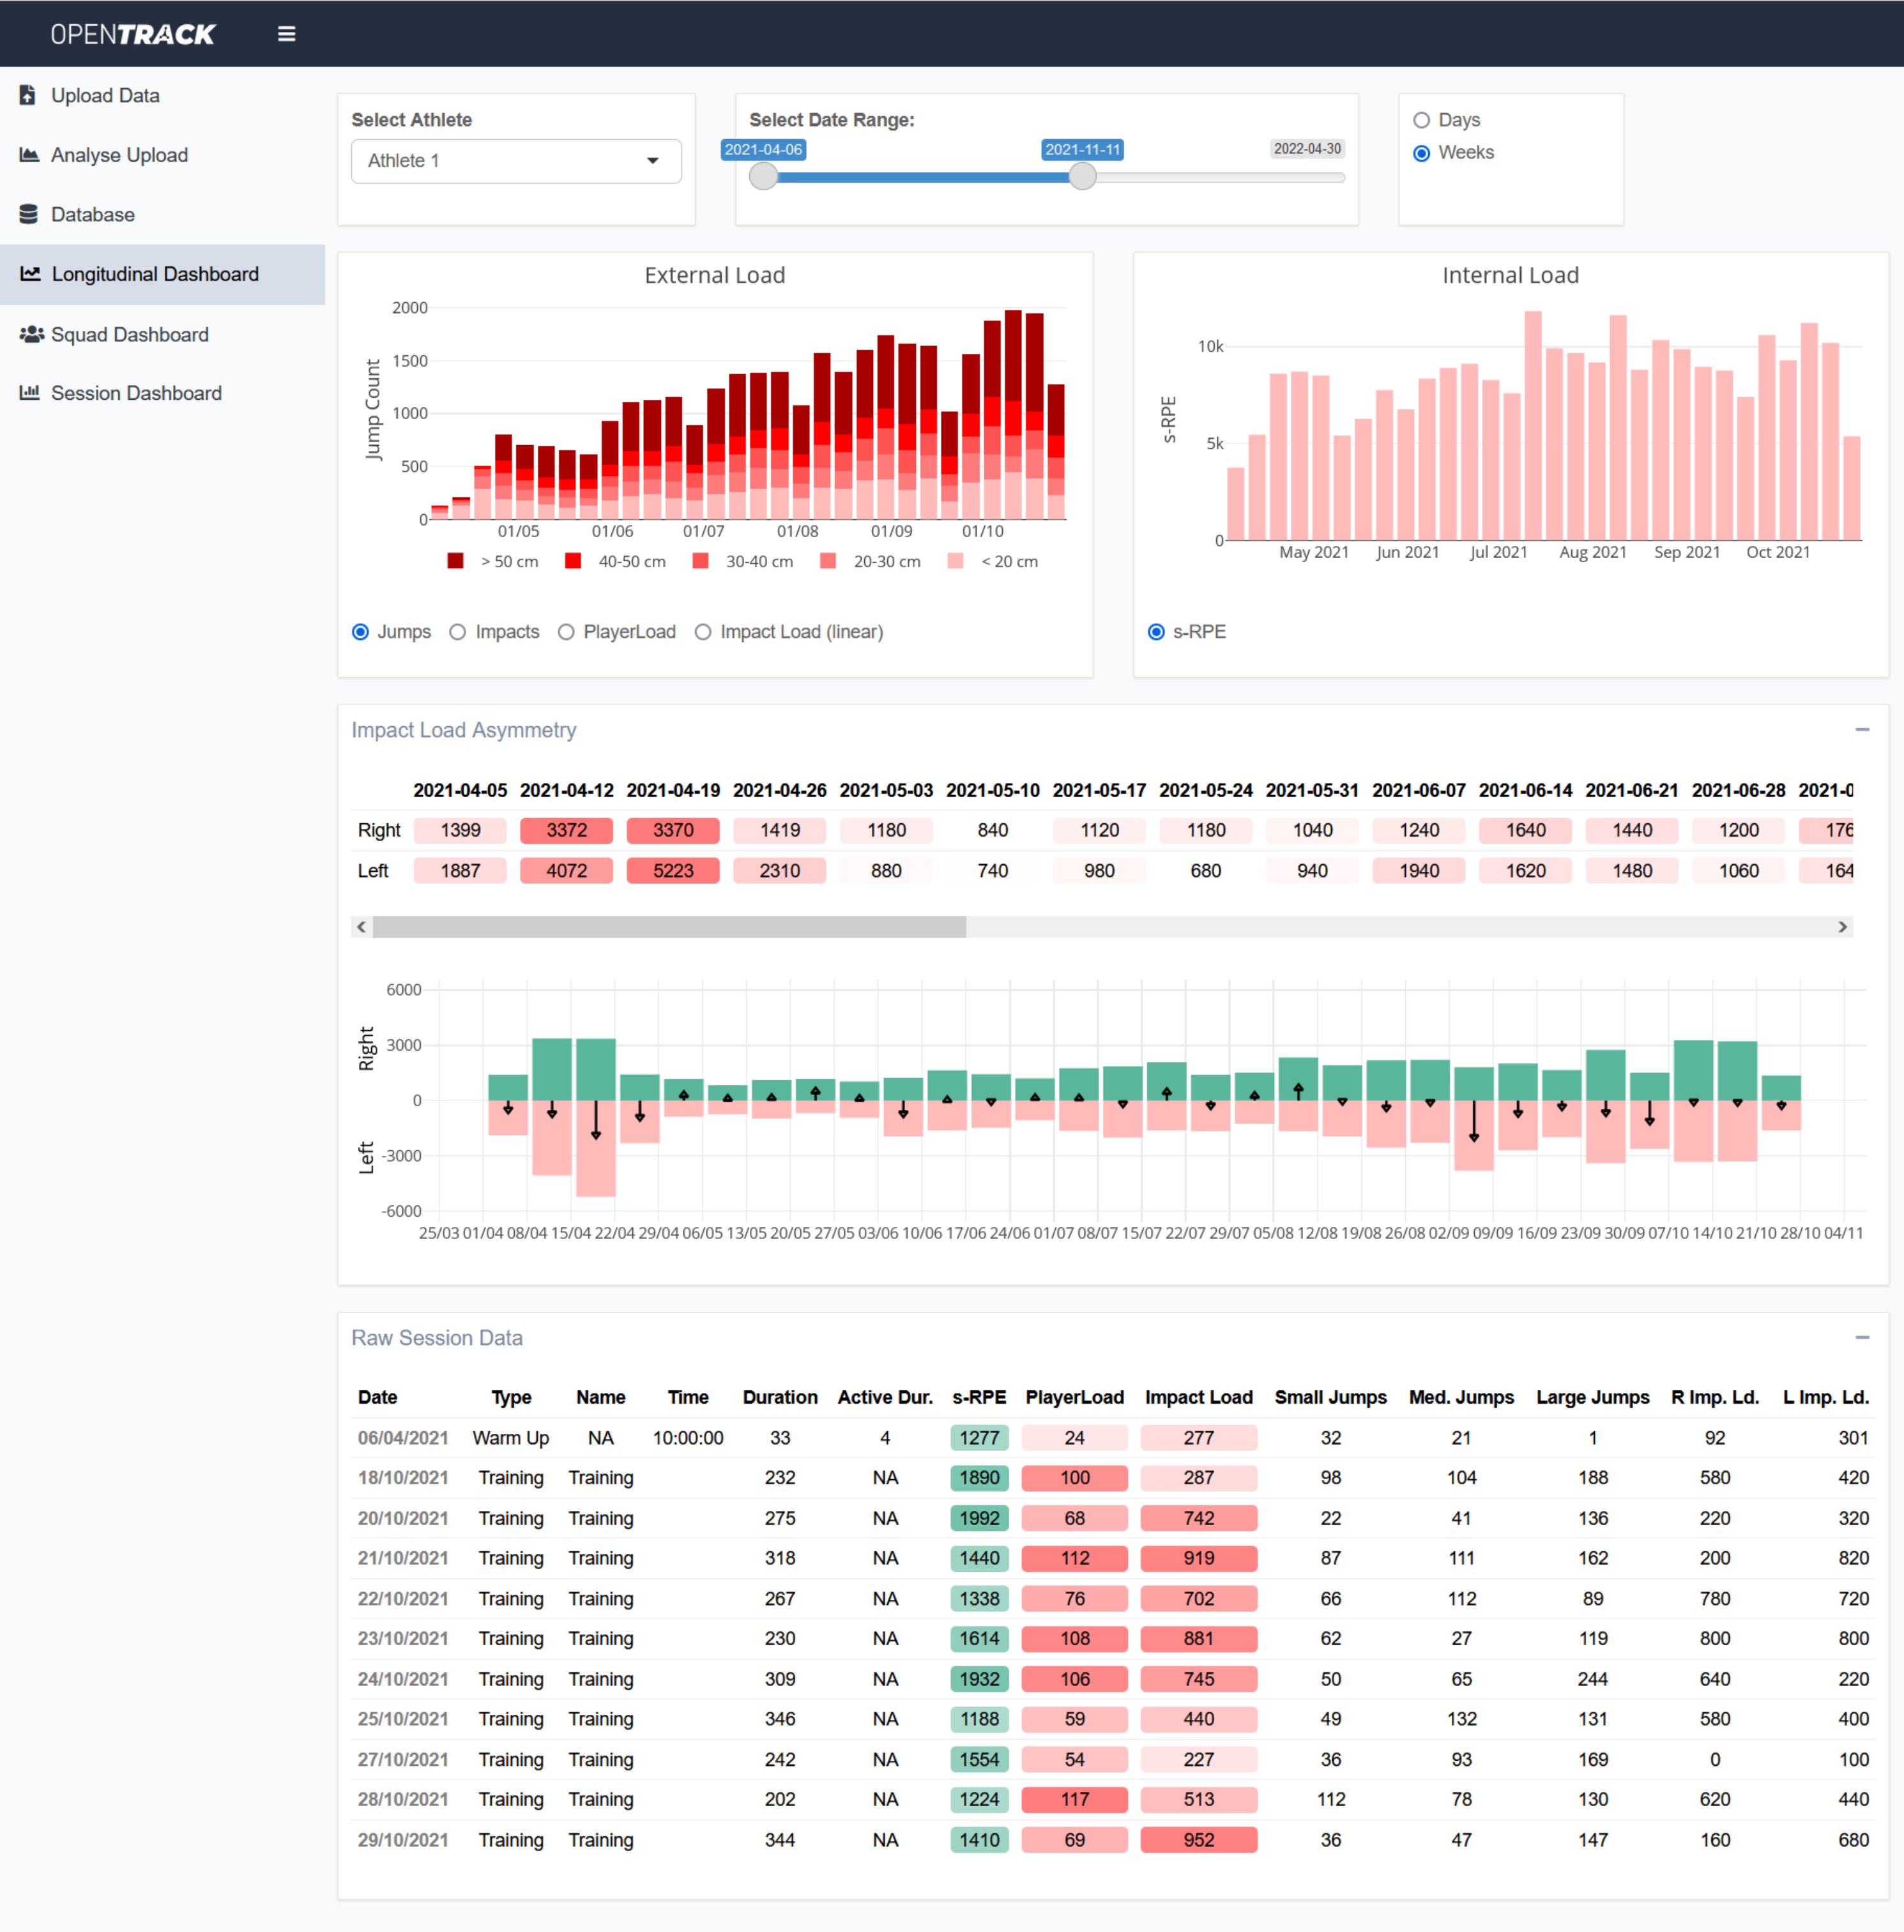 OPENTRACK
Upload Data
Analyse Upload
Database
Longitudinal Dashboard
Squad Dashboard
Session Dashboard
Select Athlete
Athlete 1
Select Date Range:
2021-04-06 2021-11-11 2022-04-30
Days
Weeks
External Load
Jump Count
2000
1500
1000
500
0
01/05 01/06 01/07 01/08 01/09 01/10
> 50 cm 40-50 cm 30-40 cm 20-30 cm < 20 cm
Jumps Impacts PlayerLoad Impact Load (linear)
Internal Load
s-RPE
10k
5k
0
May 2021 Jun 2021 Jul 2021 Aug 2021 Sep 2021 Oct 2021
s-RPE
Impact Load Asymmetry
2021-04-05 2021-04-12 2021-04-19 2021-04-26 2021-05-03 2021-05-10 2021-05-17 2021-05-24 2021-05-31 2021-06-07 2021-06-14 2021-06-21 2021-06-28 2021-0
Right 1399 3372 3370 1419 1180 840 1120 1180 1040 1240 1640 1440 1200 176
Left 1887 4072 5223 2310 880 740 980 680 940 1940 1620 1480 1060 164
Right
Left
6000
3000
0
-3000
-6000
25/03 01/04 08/04 15/04 22/04 29/04 06/05 13/05 20/05 27/05 03/06 10/06 17/06 24/06 01/07 08/07 15/07 22/07 29/07 05/08 12/08 19/08 26/08 02/09 09/09 16/09 23/09 30/09 07/10 14/10 21/10 28/10 04/11
Raw Session Data
Date Type Name Time Duration Active Dur. s-RPE PlayerLoad Impact Load Small Jumps Med. Jumps Large Jumps R Imp. Ld. L Imp. Ld.
06/04/2021 Warm Up NA 10:00:00 33 4 1277 24 277 32 21 1 92 301
18/10/2021 Training Training 232 NA 1890 100 287 98 104 188 580 420
20/10/2021 Training Training 275 NA 1992 68 742 22 41 136 220 320
21/10/2021 Training Training 318 NA 1440 112 919 87 111 162 200 820
22/10/2021 Training Training 267 NA 1338 76 702 66 112 89 780 720
23/10/2021 Training Training 230 NA 1614 108 881 62 27 119 800 800
24/10/2021 Training Training 309 NA 1932 106 745 50 65 244 640 220
25/10/2021 Training Training 346 NA 1188 59 440 49 132 131 580 400
27/10/2021 Training Training 242 NA 1554 54 227 36 93 169 0 100
28/10/2021 Training Training 202 NA 1224 117 513 112 78 130 620 440
29/10/2021 Training Training 344 NA 1410 69 952 36 47 147 160 680